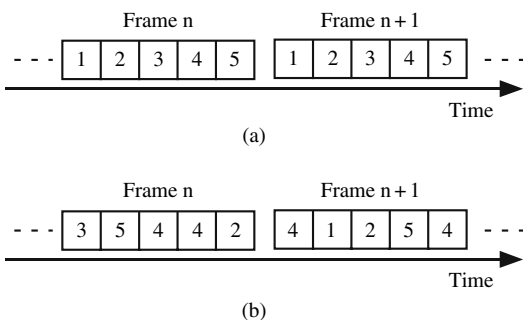 Frame n Frame n + 1
1 2 3 4 5 1 2 3 4 5
Time
(a)
Frame n Frame n + 1
3 5 4 4 2 4 1 2 5 4
Time
(b)